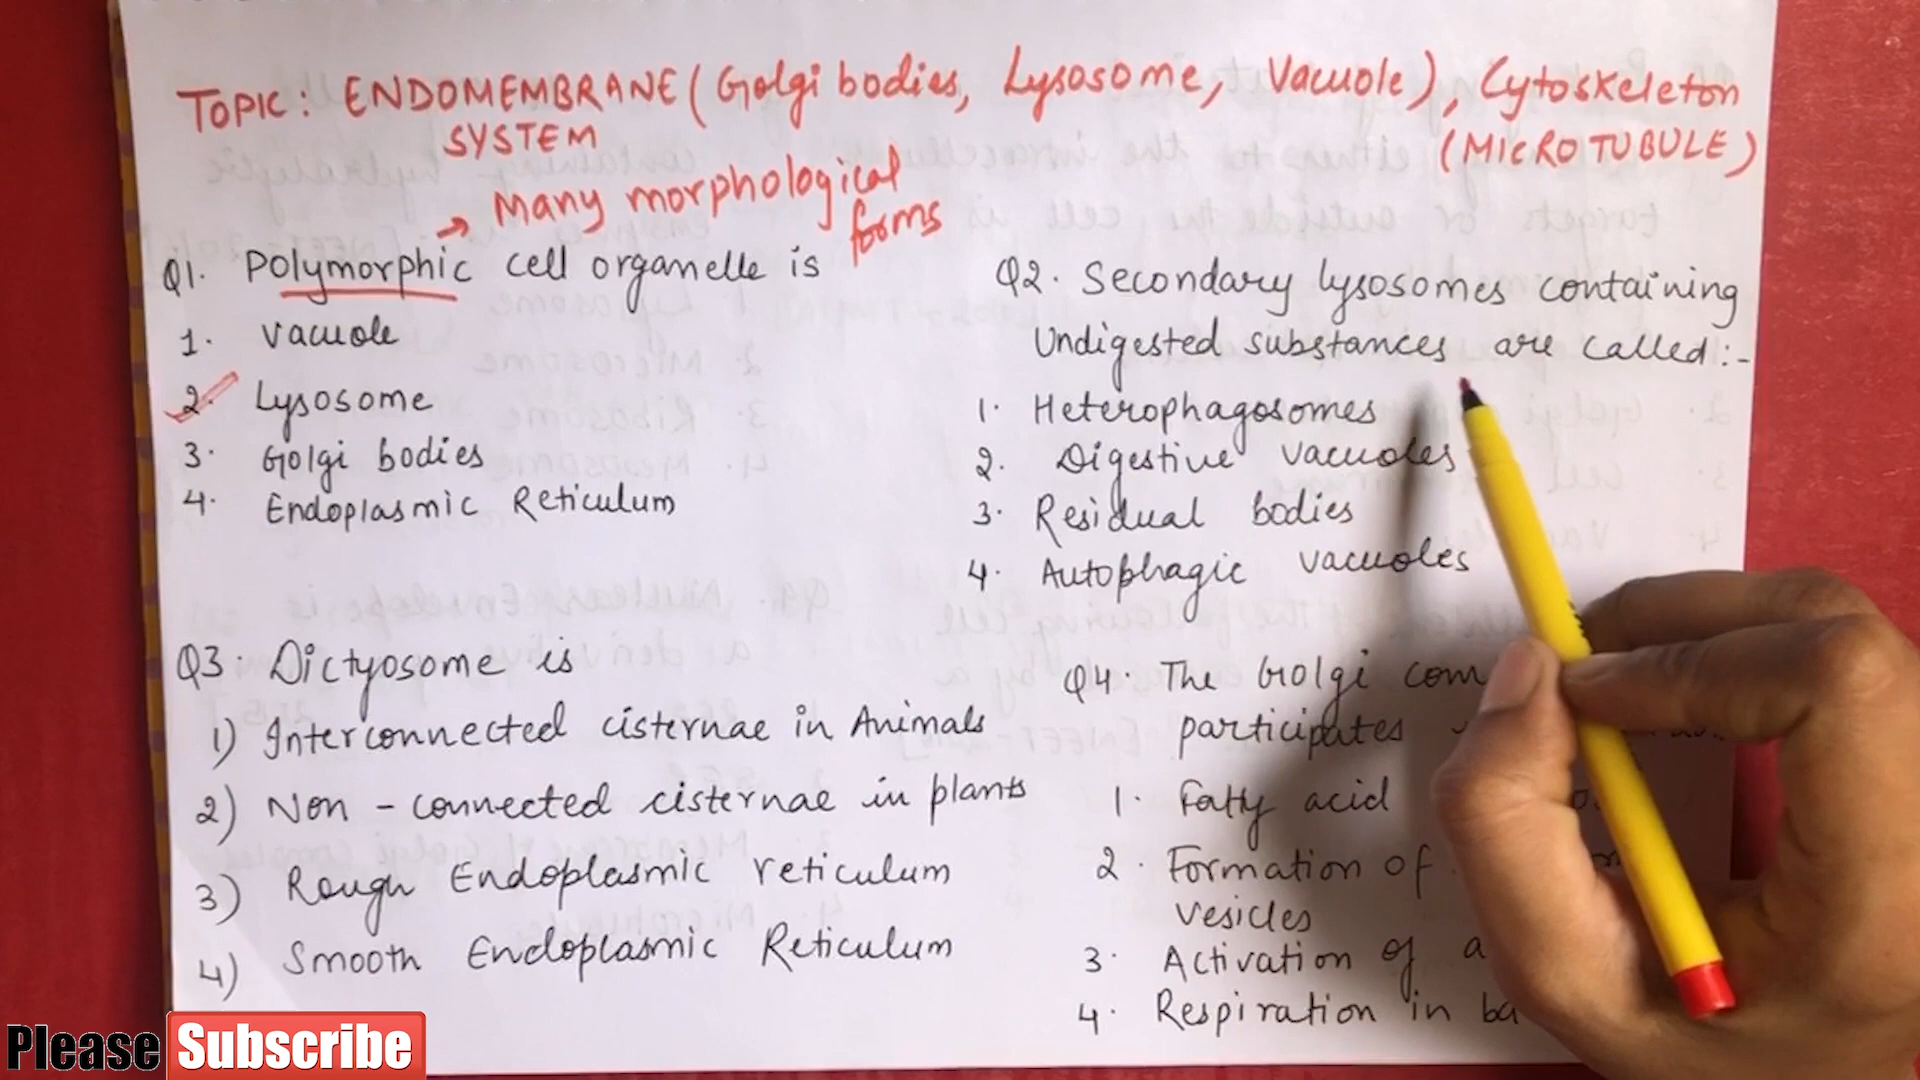 TOPIC: ENDOMEMBRANE (Golgi bodies, Lysosome, Vacuole), Cytoskeleton
SYSTEM
(MICROTUBULE)
→ Many morphological
forms
Q1. Polymorphic cell organelle is
1. Vacuole
2. Lysosome
3. Golgi bodies
4. Endoplasmic Reticulum
Q2. Secondary lysosomes containing
Undigested substances are called:-
1. Heterophagosomes
2. Digestive vacuoles
3. Residual bodies
4. Autophagic vacuoles
Q3. Dictyosome is
1) Interconnected cisternae in Animals
2) Non - connected cisternae in plants
3) Rough Endoplasmic reticulum
4) Smooth Endoplasmic Reticulum
Q4. The Golgi com
participates
1. Fatty acid
2. Formation of
vesicles
3. Activation of a
4. Respiration in ba
Please Subscribe